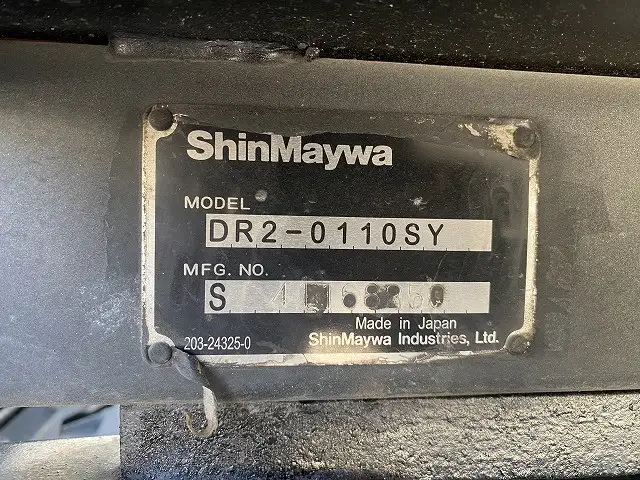 ShinMaywa
MODEL
DR2-0110SY
MFG. NO.
S
Made in Japan
203-24325-0
ShinMaywa Industries, Ltd.